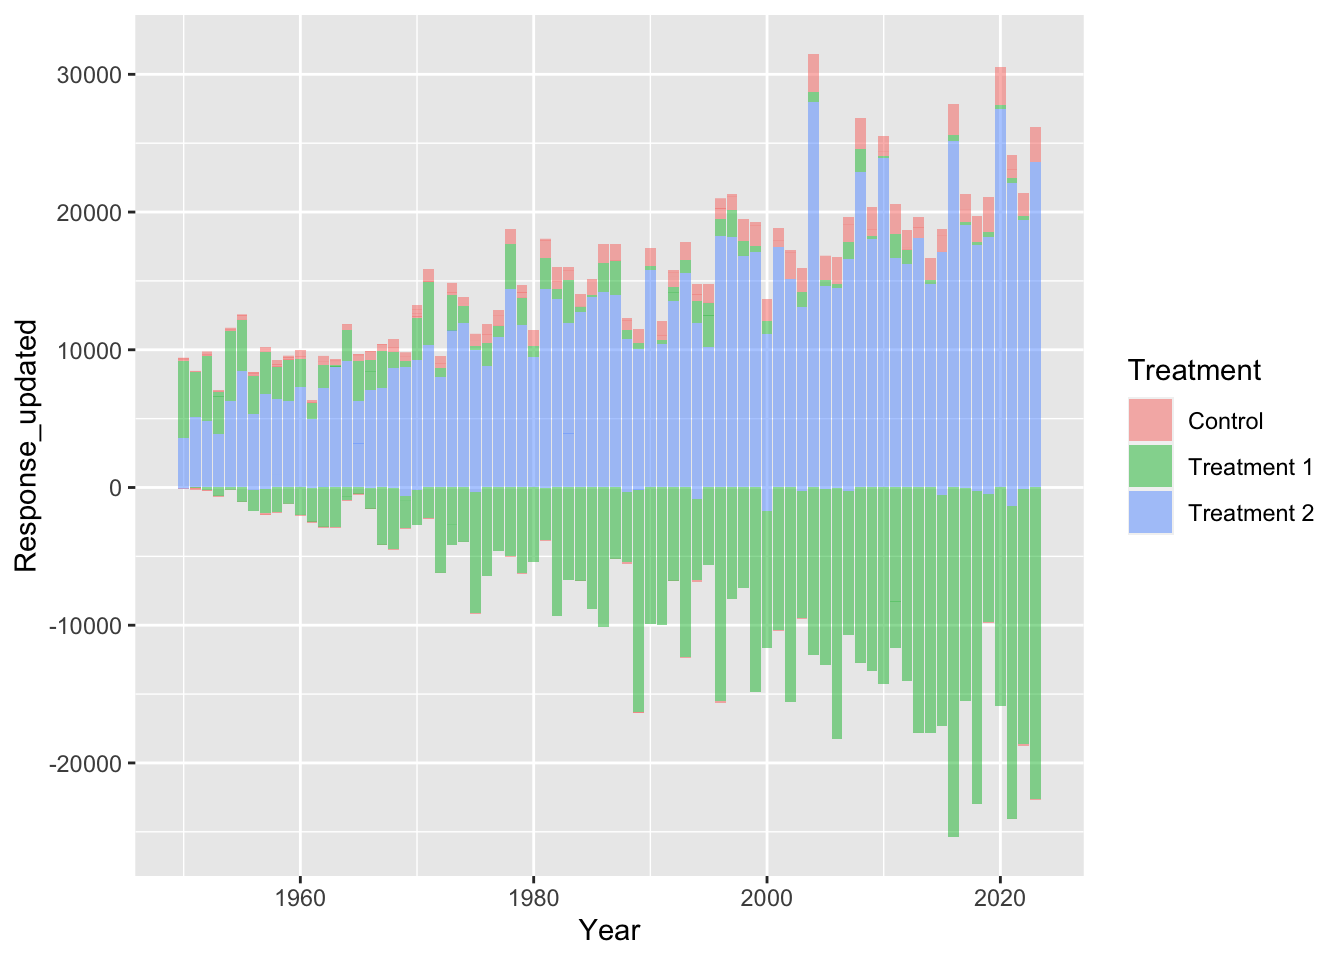 30000
20000
10000
0
-10000
-20000
Response_updated
1960
1980
2000
2020
Year
Treatment
Control
Treatment 1
Treatment 2